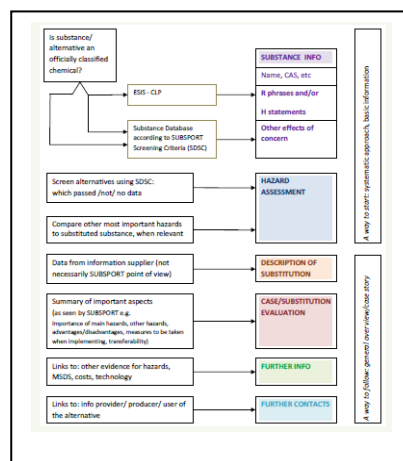 Is substance/
alternative an
officially classified
chemical?
ESIS - CLP
Substance Database
according to SUBSPORT
Screening Criteria (SDSC)
SUBSTANCE INFO
Name, CAS, etc
R phrases and/or
H statements
Other effects of
concern
Screen alternatives using SDSC:
which passed /not/ no data
Compare other most important hazards
to substituted substance, when relevant
HAZARD
ASSESSMENT
A way to start: systematic approach, basic information
Data from information supplier (not
necessarily SUBSPORT point of view)
DESCRIPTION OF
SUBSTITUTION
Summary of important aspects
(as seen by SUBSPORT e.g.
Importance of main hazards, other hazards,
advantages/disadvantages, measures to be taken
when implementing, transferability)
CASE/SUBSTITUTION
EVALUATION
Links to: other evidence for hazards,
MSDS, costs, technology
FURTHER INFO
Links to: info provider/ producer/ user of
the alternative
FURTHER CONTACTS
A way to follow: general overview/case story